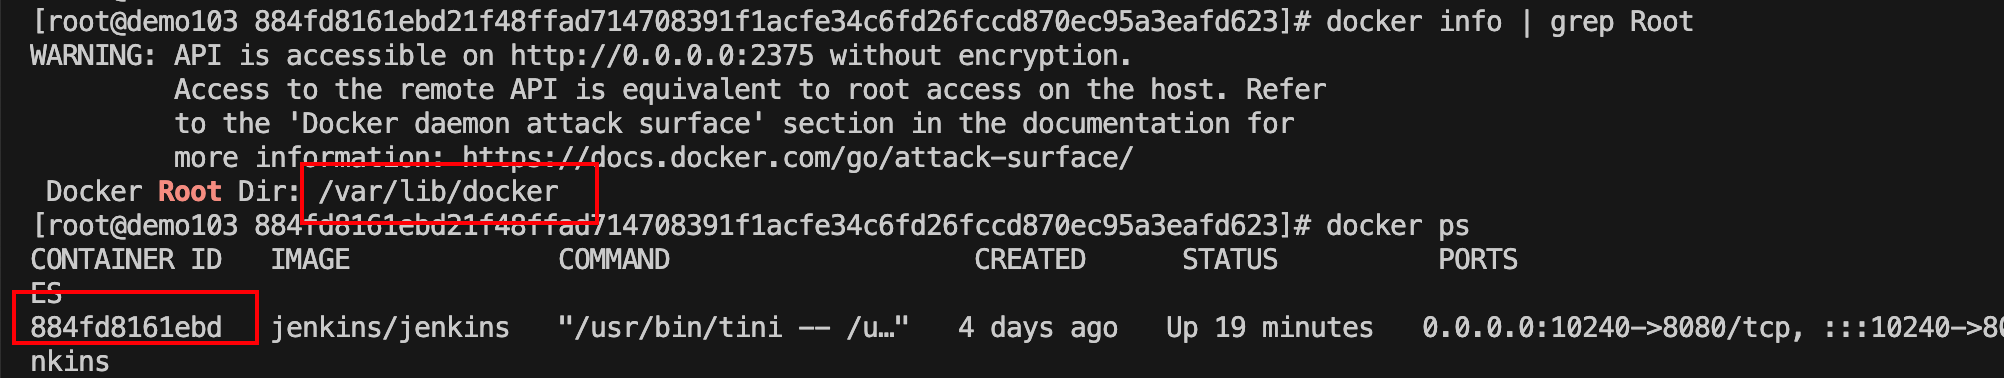 [root@demo103 884fd8161ebd21f48ffad714708391f1acfe34c6fd26fccd870ec95a3eafd623]# docker info | grep Root
WARNING: API is accessible on http://0.0.0.0:2375 without encryption.
Access to the remote API is equivalent to root access on the host. Refer
to the 'Docker daemon attack surface' section in the documentation for
more information: https://docs.docker.com/go/attack-surface/
Docker Root Dir: /var/lib/docker
[root@demo103 884fd8161ebd21f48ffad714708391f1acfe34c6fd26fccd870ec95a3eafd623]# docker ps
CONTAINER ID IMAGE COMMAND CREATED STATUS PORTS
ES
884fd8161ebd jenkins/jenkins "/usr/bin/tini -- /u…" 4 days ago Up 19 minutes 0.0.0.0:10240->8080/tcp, :::10240->80
nkins